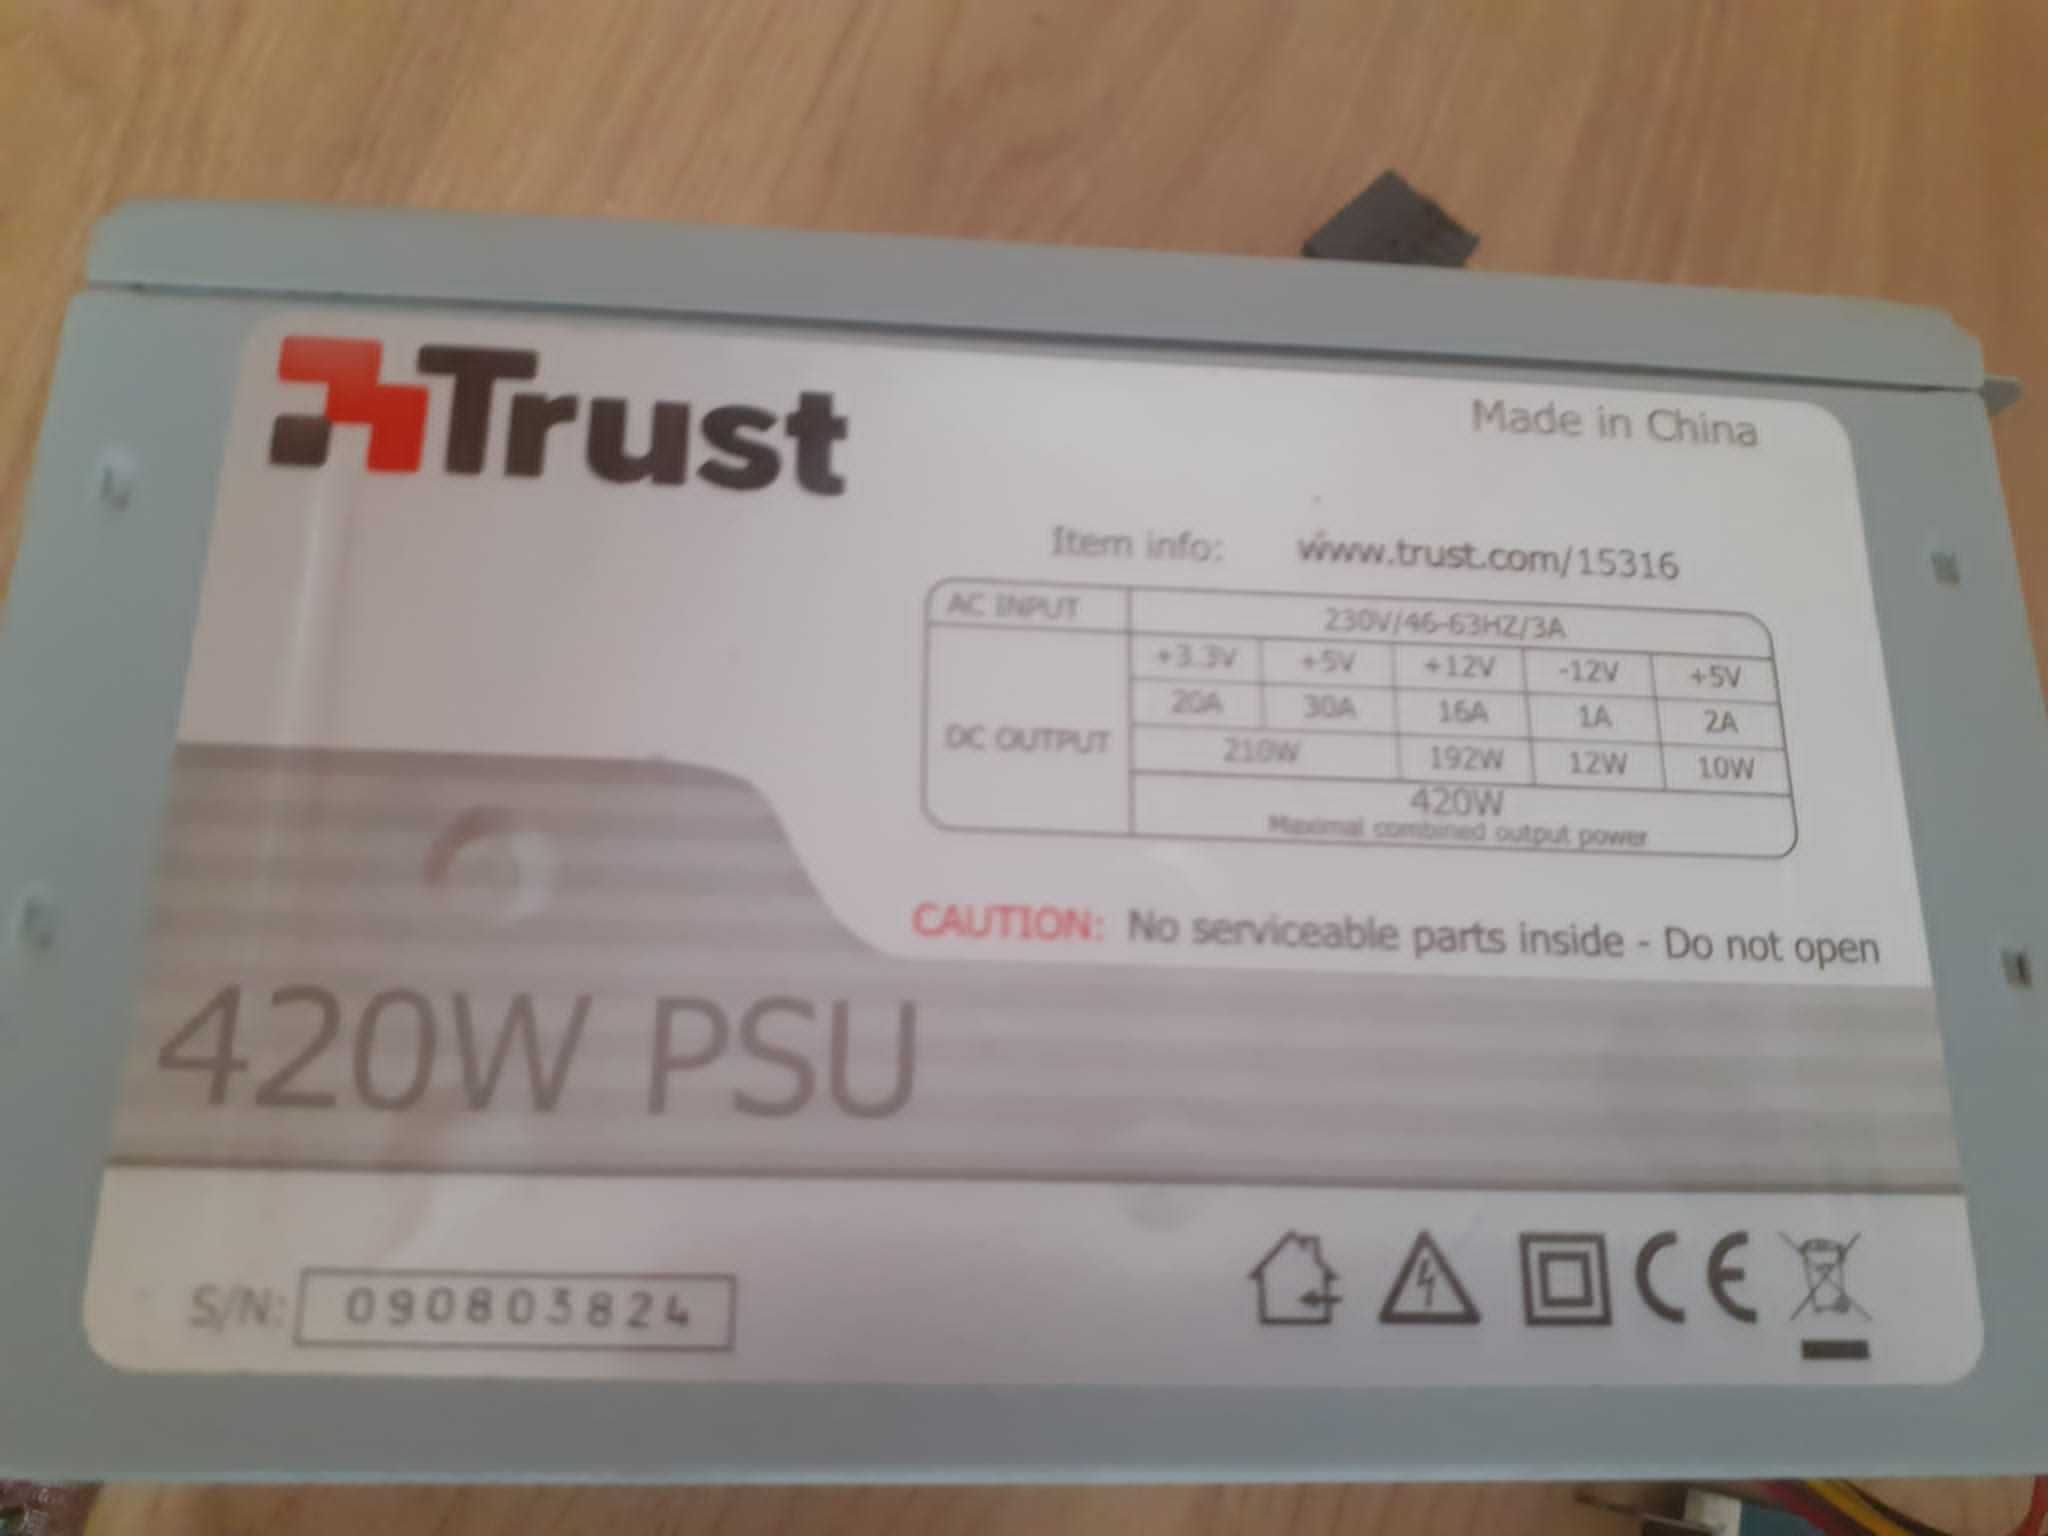 Trust
Made in China
Item info: www.trust.com/15316
AC INPUT 230V/46-63HZ/3A
DC OUTPUT
+3.3V +5V +12V -12V +5V
20A 30A 16A 1A 2A
210W 192W 12W 10W
420W
Maximal combined output power
CAUTION: No serviceable parts inside - Do not open
420W PSU
S/N: 090803824
CE